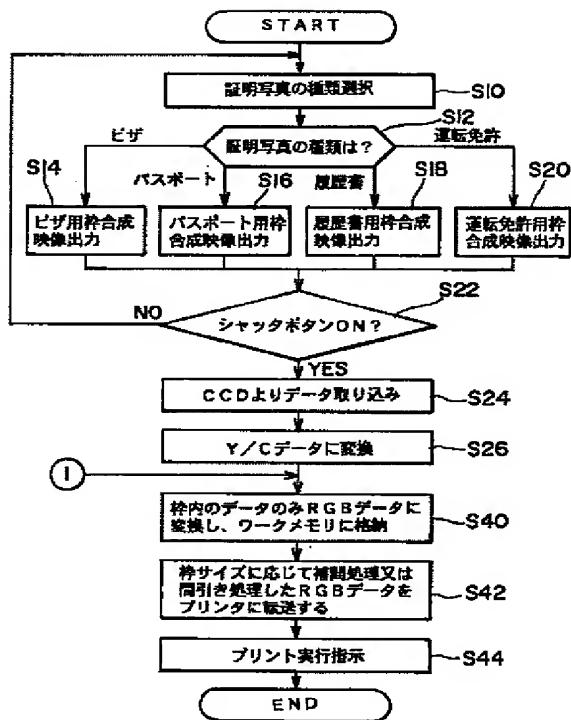 START
証明写真の種類選択
S10
S12
証明写真の種類は?
ビザ
パスポート
履歴書
運転免許
S14
S16
S18
S20
ビザ用枠合成
映像出力
パスポート用枠
合成映像出力
履歴書用枠合成
映像出力
運転免許用枠
合成映像出力
S22
シャッタボタンON?
NO
YES
CCDよりデータ取り込み
S24
Y/Cデータに変換
S26
1
枠内のデータのみRGBデータに
変換し、ワークメモリに格納
S40
枠サイズに応じて補間処理又は
間引き処理したRGBデータを
プリンタに転送する
S42
プリント実行指示
S44
END